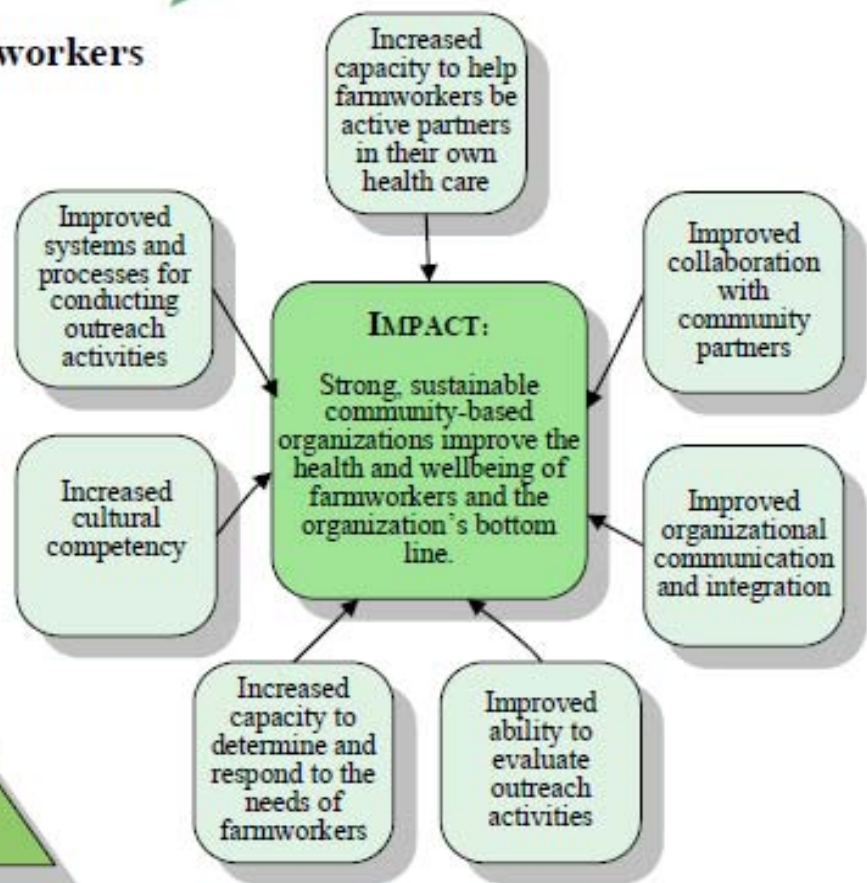 workers
Increased
capacity to help
farmworkers be
active partners
in their own
health care
Improved
systems and
processes for
conducting
outreach
activities
Improved
collaboration
with
community
partners
IMPACT:
Strong, sustainable
community-based
organizations improve the
health and wellbeing of
farmworkers and the
organization’s bottom
line.
Increased
cultural
competency
Improved
organizational
communication
and integration
Increased
capacity to
determine and
respond to the
needs of
farmworkers
Improved
ability to
evaluate
outreach
activities